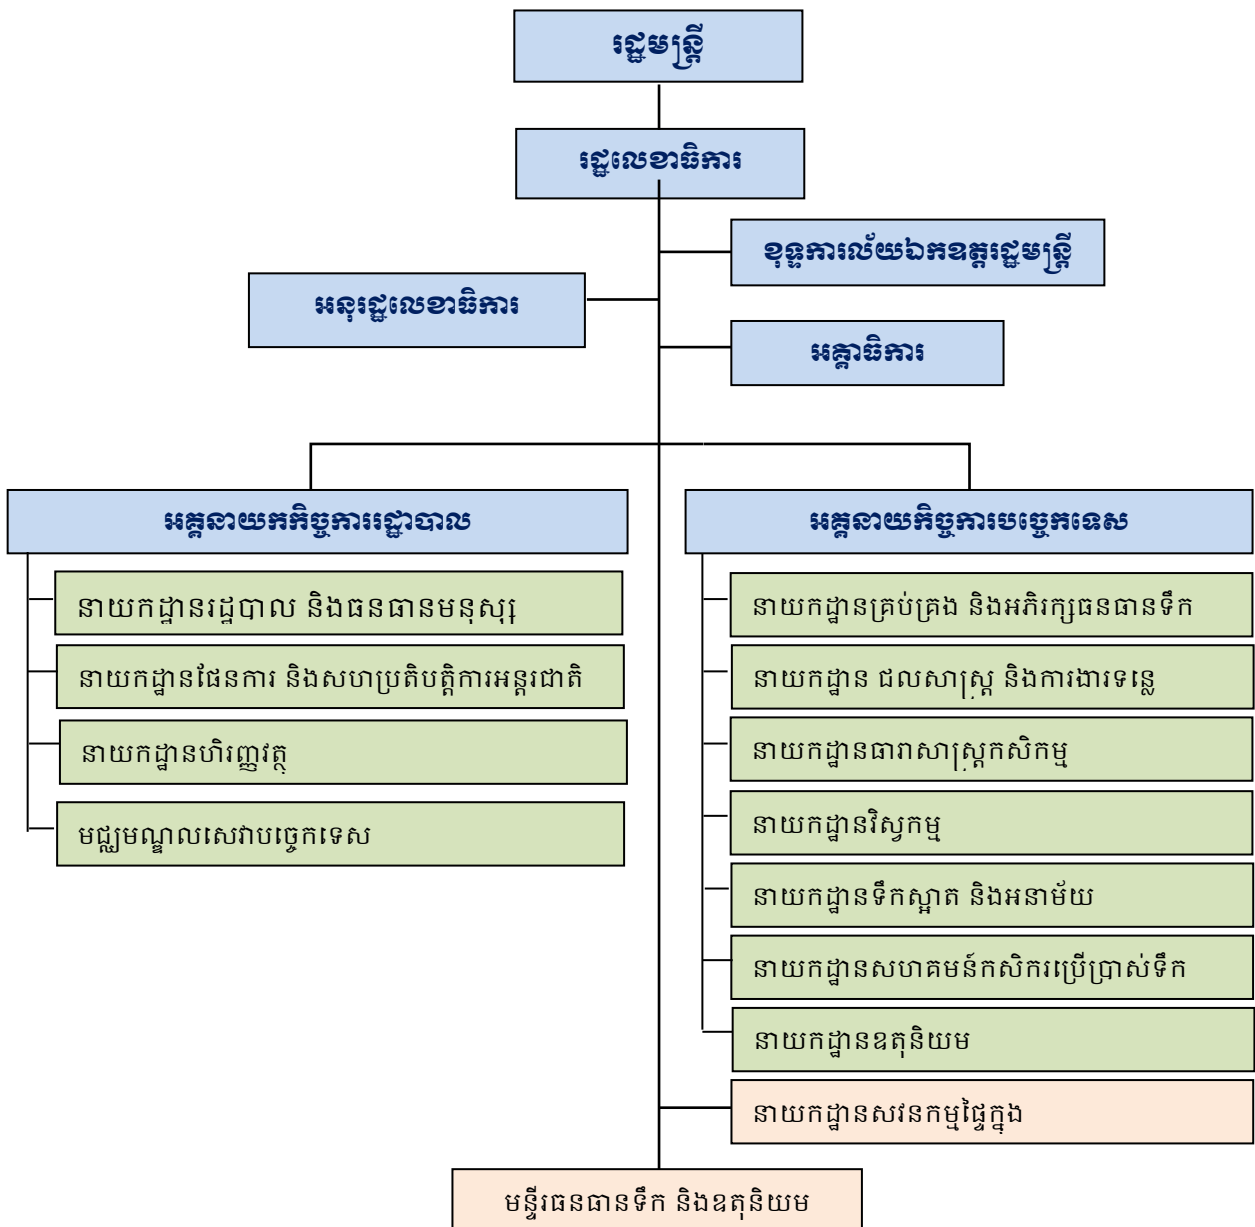 រដ្ឋមន្ត្រី
រដ្ឋលេខាធិការ
ខុទ្ទការល័យឯកឧត្តរដ្ឋមន្ត្រី
អនុរដ្ឋលេខាធិការ
អគ្គាធិការ
អគ្គនាយកកិច្ចការរដ្ឋាបាល
អគ្គនាយកិច្ចការបច្ចេកទេស
នាយកដ្ឋានរដ្ឋបាល និងធនធានមនុស្ស
នាយកដ្ឋានផែនការ និងសហប្រតិបត្តិការអន្តរជាតិ
នាយកដ្ឋានហិរញ្ញវត្ថុ
មជ្ឈមណ្ឌលសេវាបច្ចេកទេស
នាយកដ្ឋានគ្រប់គ្រង និងអភិរក្សធនធានទឹក
នាយកដ្ឋាន ជលសាស្ត្រ និងការងារទន្លេ
នាយកដ្ឋានធារាសាស្ត្រកសិកម្ម
នាយកដ្ឋានវិស្វកម្ម
នាយកដ្ឋានទឹកស្អាត និងអនាម័យ
នាយកដ្ឋានសហគមន៍កសិករប្រើប្រាស់ទឹក
នាយកដ្ឋានឧតុនិយម
នាយកដ្ឋានសវនកម្មផ្ទៃក្នុង
មន្ទីរធនធានទឹក និងឧតុនិយម